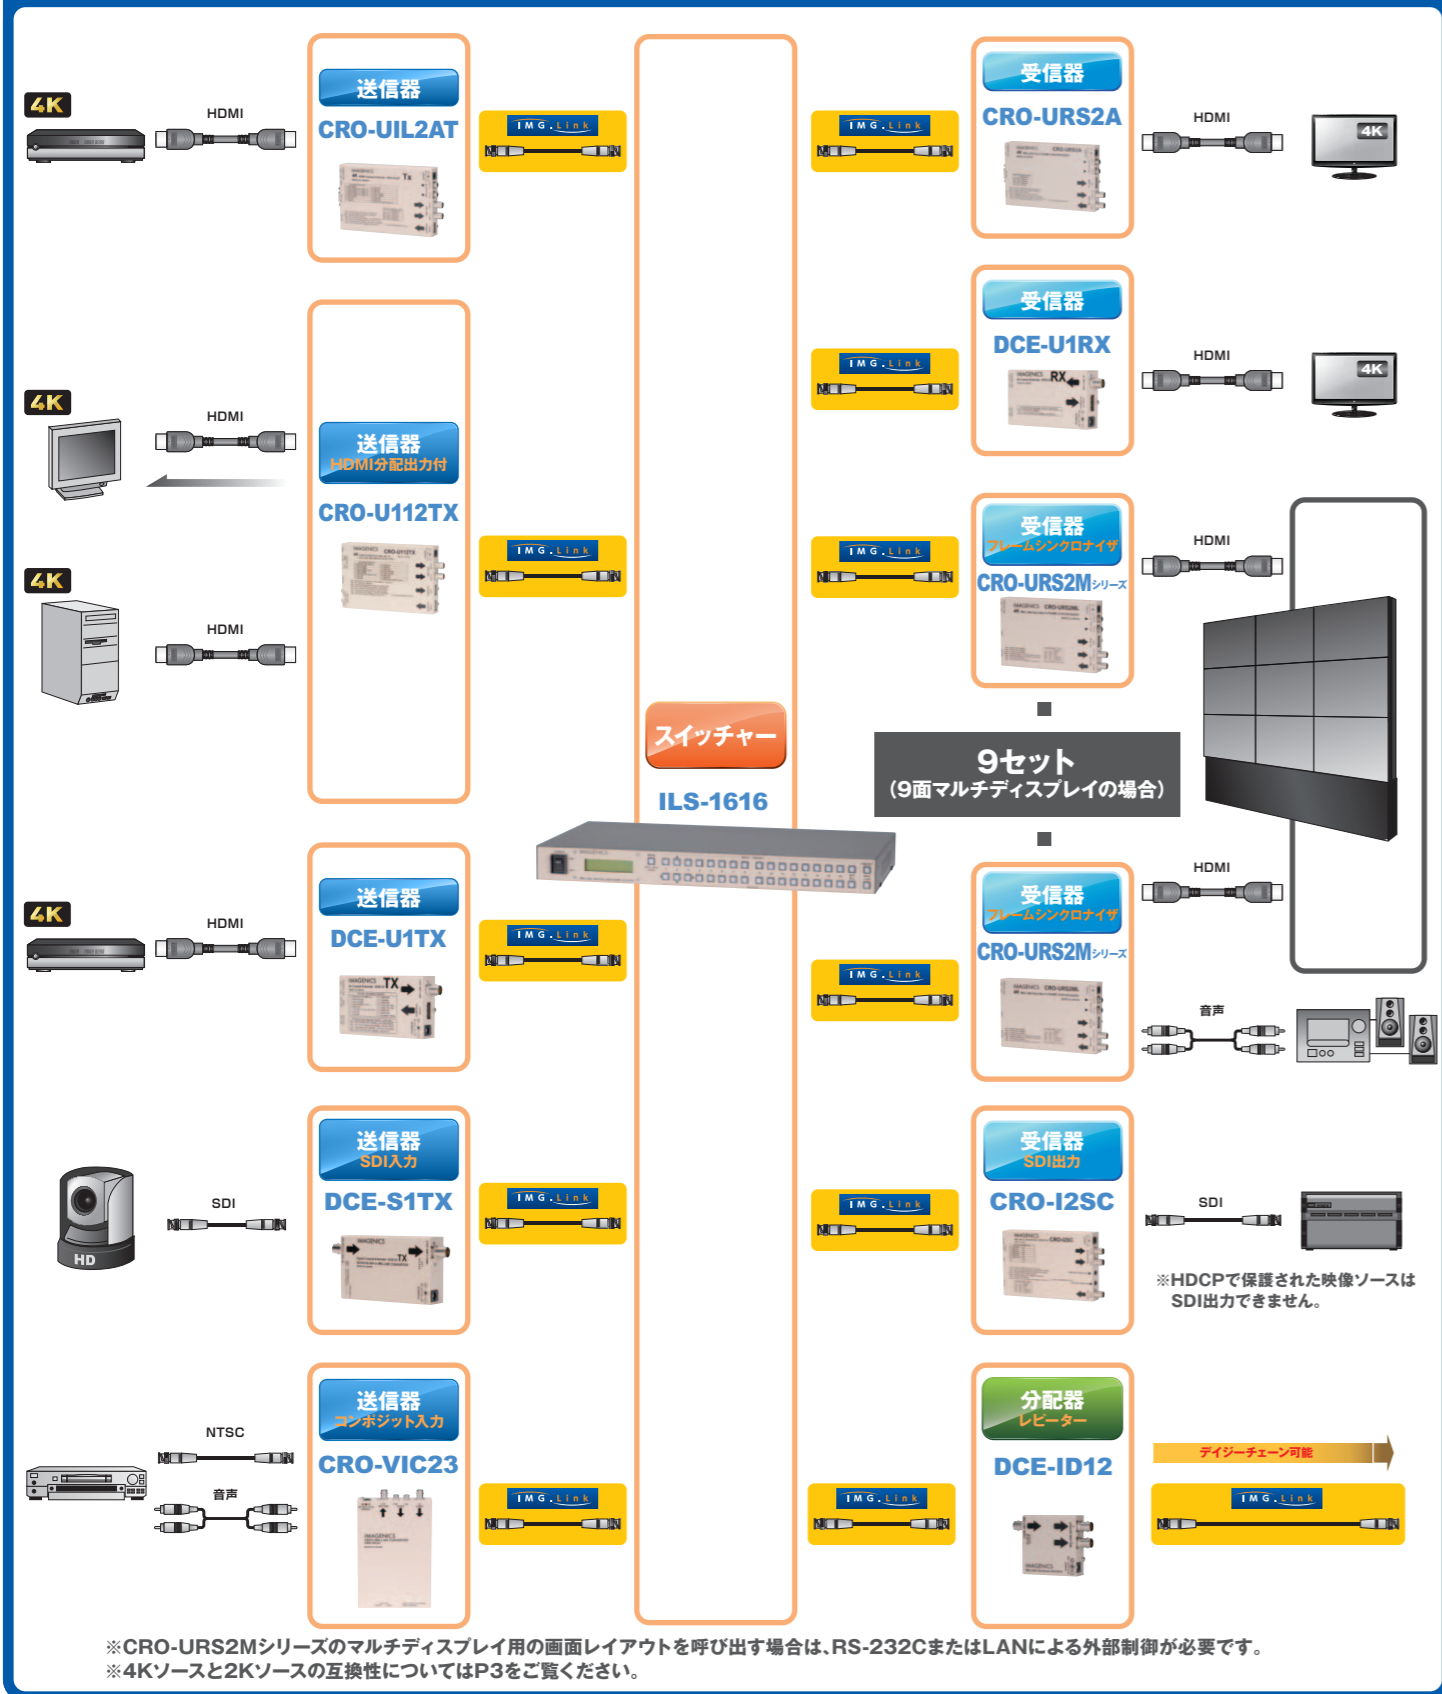 4K
HDMI
送信器
CRO-UIL2AT
IMG.Link
4K
HDMI
送信器
HDMI分配出力付
CRO-U112TX
IMG.Link
4K
HDMI
4K
HDMI
送信器
DCE-U1TX
IMG.Link
HD
SDI
送信器
SDI入力
DCE-S1TX
IMG.Link
NTSC
音声
送信器
コンポジット入力
CRO-VIC23
IMG.Link
スイッチャー
ILS-1616
IMG.Link
受信器
CRO-URS2A
HDMI
4K
IMG.Link
受信器
DCE-U1RX
HDMI
4K
IMG.Link
受信器
フレームシンクロナイザ
CRO-URS2Mシリーズ
HDMI
9セット
(9面マルチディスプレイの場合)
IMG.Link
受信器
フレームシンクロナイザ
CRO-URS2Mシリーズ
HDMI
音声
IMG.Link
受信器
SDI出力
CRO-I2SC
SDI
※HDCPで保護された映像ソースは
SDI出力できません。
IMG.Link
分配器
レピーター
DCE-ID12
デイジーチェーン可能
IMG.Link
※CRO-URS2Mシリーズのマルチディスプレイ用の画面レイアウトを呼び出す場合は、RS-232CまたはLANによる外部制御が必要です。
※4Kソースと2Kソースの互換性についてはP3をご覧ください。